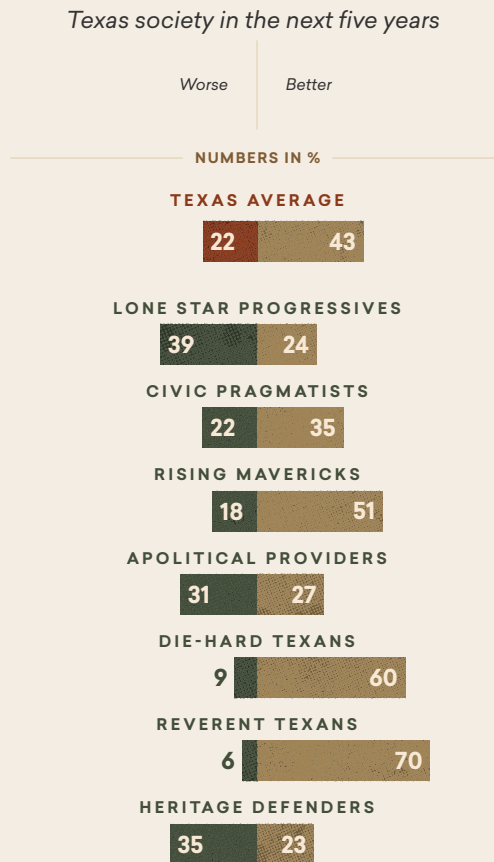 Texas society in the next five years
Worse Better
NUMBERS IN %
TEXAS AVERAGE
22 43
LONE STAR PROGRESSIVES
39 24
CIVIC PRAGMATISTS
22 35
RISING MAVERICKS
18 51
APOLITICAL PROVIDERS
31 27
DIE-HARD TEXANS
9 60
REVERENT TEXANS
6 70
HERITAGE DEFENDERS
35 23